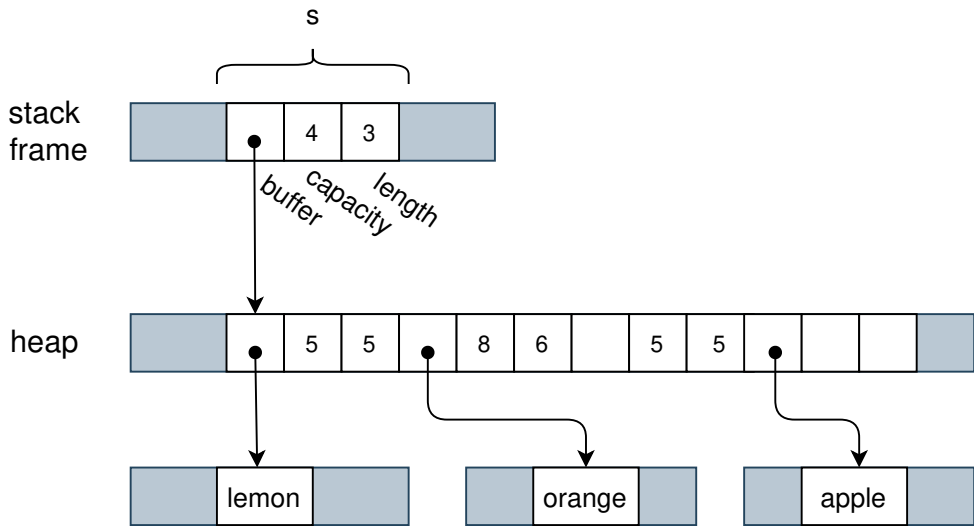 s
stack
frame
4 3
buffer
capacity
length
heap
5 5 8 6 5 5
lemon orange apple